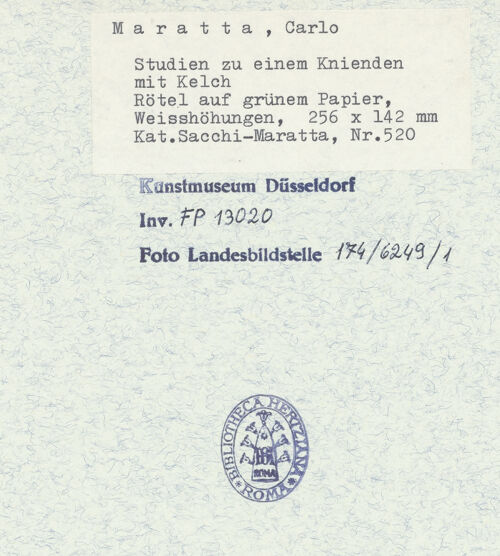 M a r a t t a , Carlo
Studien zu einem Knienden
mit Kelch
Rötel auf grünem Papier,
Weisshöhungen, 256 x 142 mm
Kat.Sacchi-Maratta, Nr.520
Kunstmuseum Düsseldorf
Inv. FP 13020
Foto Landesbildstelle 174/6249/1
BIBLIOTHECA HERTZIANA
ROMA
ROMA